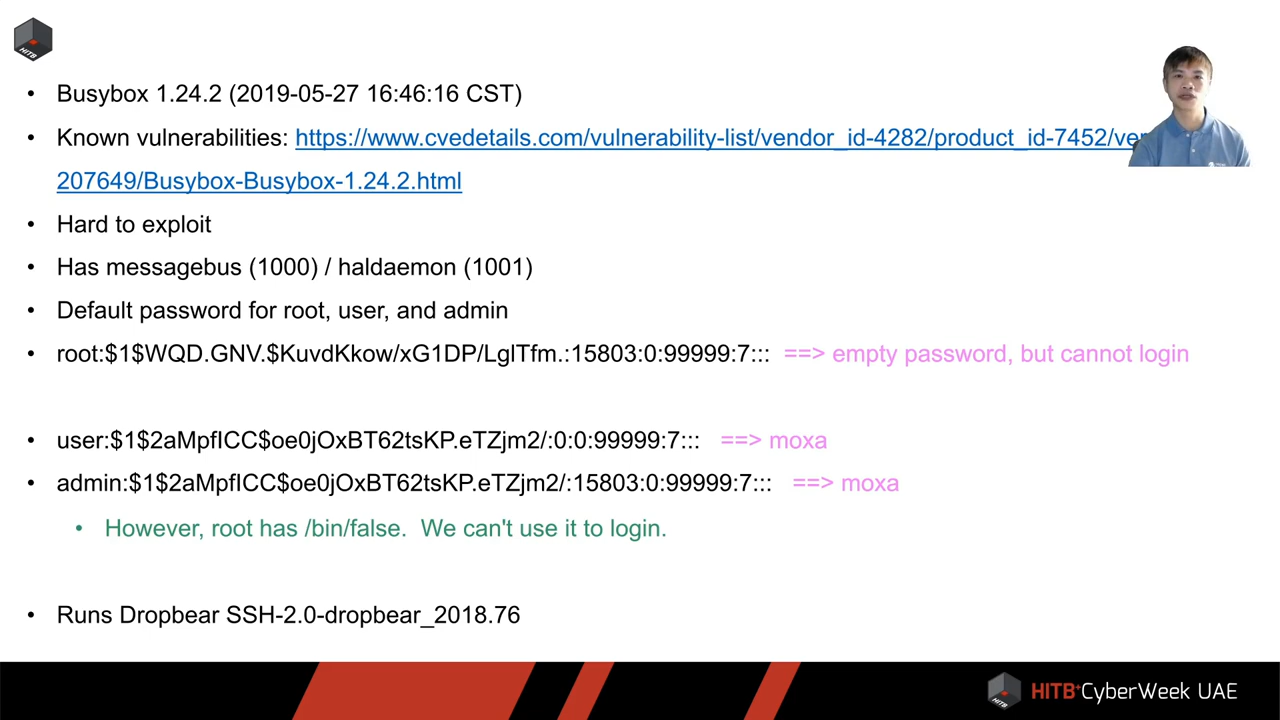 HITB
• Busybox 1.24.2 (2019-05-27 16:46:16 CST)
• Known vulnerabilities: https://www.cvedetails.com/vulnerability-list/vendor_id-4282/product_id-7452/ve
207649/Busybox-Busybox-1.24.2.html
• Hard to exploit
• Has messagebus (1000) / haldaemon (1001)
• Default password for root, user, and admin
• root:$1$WQD.GNV.$KuvdKkow/xG1DP/LglTfm.:15803:0:99999:7::: ==> empty password, but cannot login
• user:$1$2aMpfICC$oe0jOxBT62tsKP.eTZjm2/:0:0:99999:7::: ==> moxa
• admin:$1$2aMpfICC$oe0jOxBT62tsKP.eTZjm2/:15803:0:99999:7::: ==> moxa
• However, root has /bin/false. We can't use it to login.
• Runs Dropbear SSH-2.0-dropbear_2018.76
HITB HITB+CyberWeek UAE